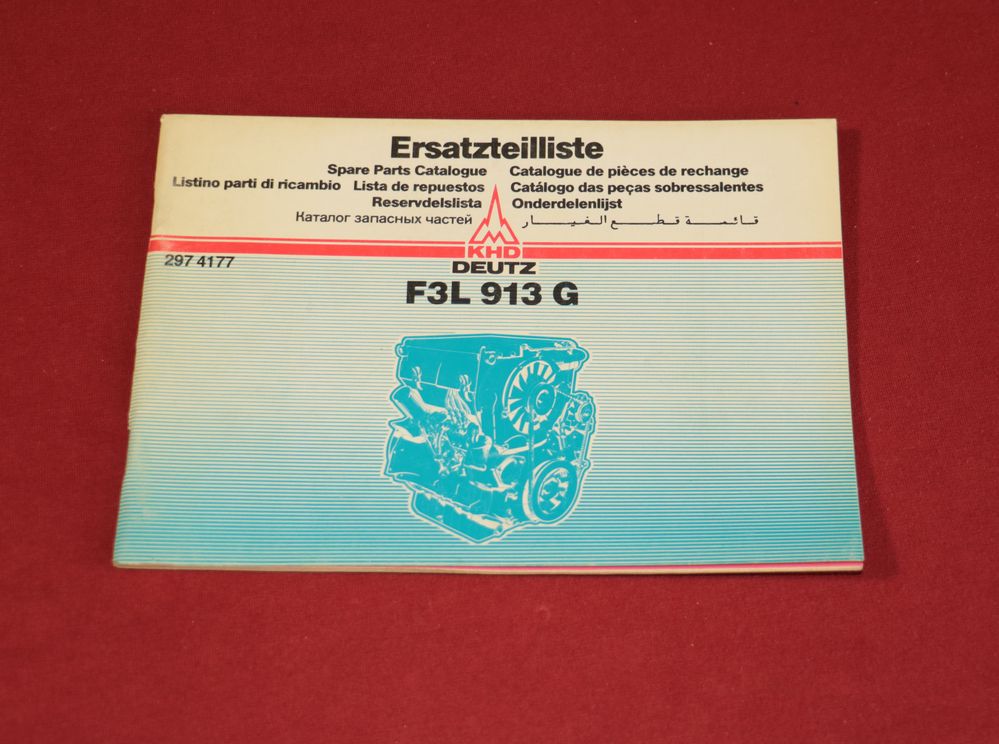 Ersatzteilliste
Spare Parts Catalogue Catalogue de pièces de rechange
Listino parti di ricambio Lista de repuestos Catálogo das peças sobressalentes
Reservdelslista Onderdelenlijst
Каталог запасных частей قائمة قطع الغيار
KHD
297 4177
DEUTZ
F3L 913 G